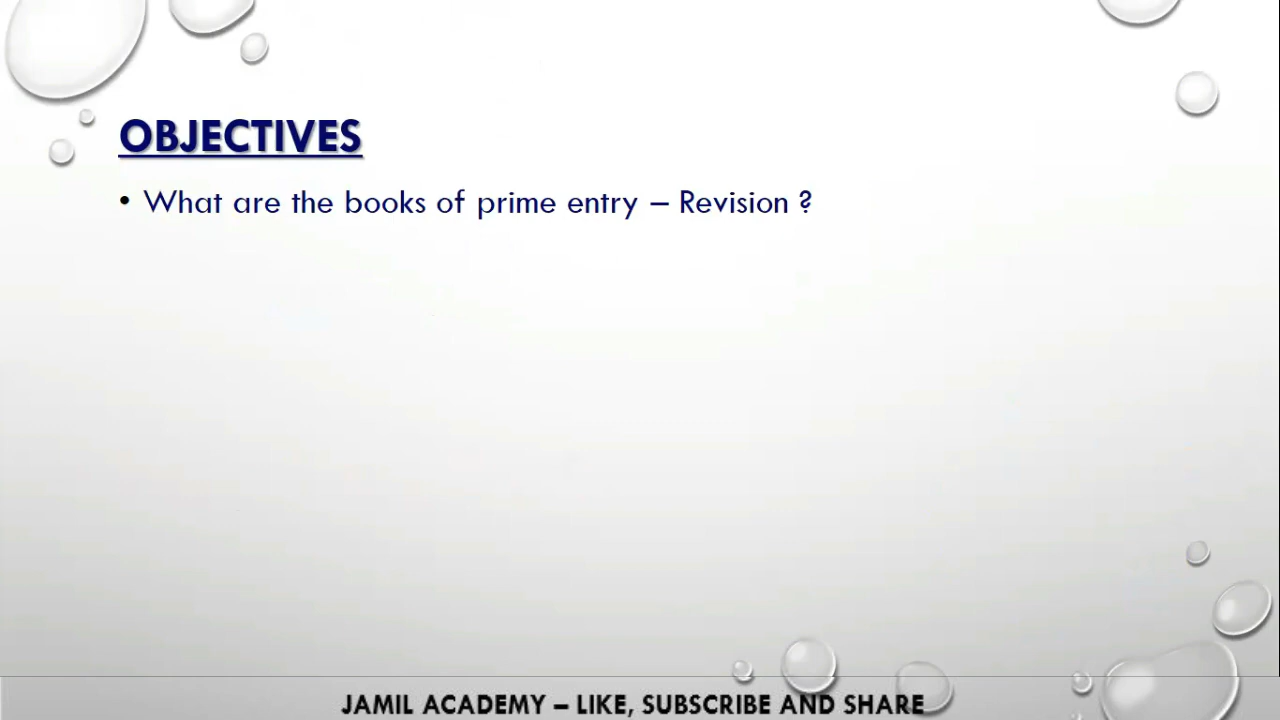 OBJECTIVES
• What are the books of prime entry – Revision ?
JAMIL ACADEMY – LIKE, SUBSCRIBE AND SHARE